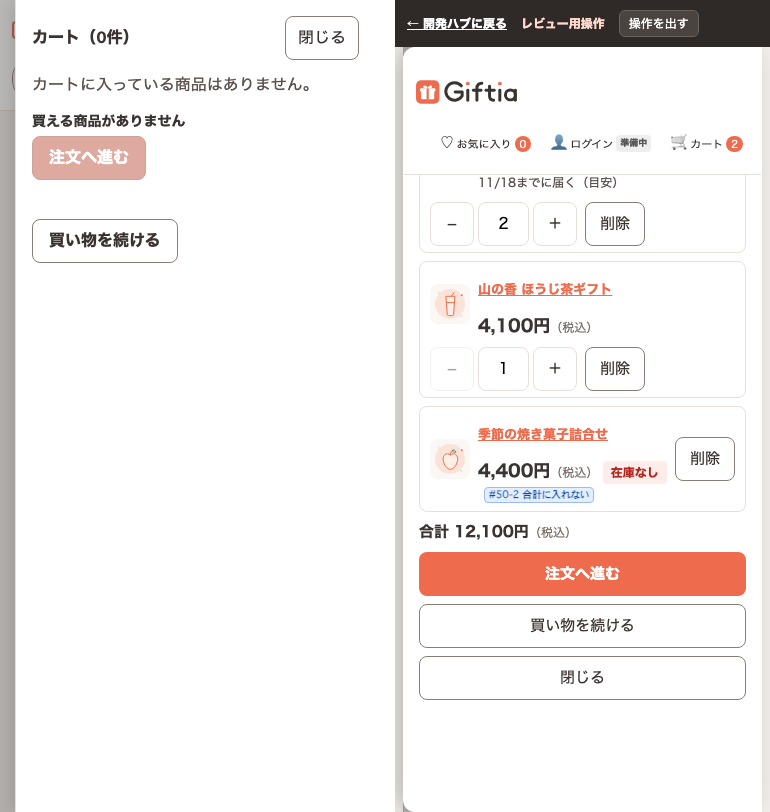 カート（0件）
閉じる
カートに入っている商品はありません。
買える商品がありません
注文へ進む
買い物を続ける
← 開発ハブに戻る レビュー用操作 操作を出す
Giftia
♡ お気に入り 0 👤 ログイン 準備中 🛒 カート 2
11/18までに届く（目安）
− 2 ＋ 削除
山の香 ほうじ茶ギフト
4,100円（税込）
− 1 ＋ 削除
季節の焼き菓子詰合せ
4,400円（税込） 在庫なし 削除
#50-2 合計に入れない
合計 12,100円（税込）
注文へ進む
買い物を続ける
閉じる